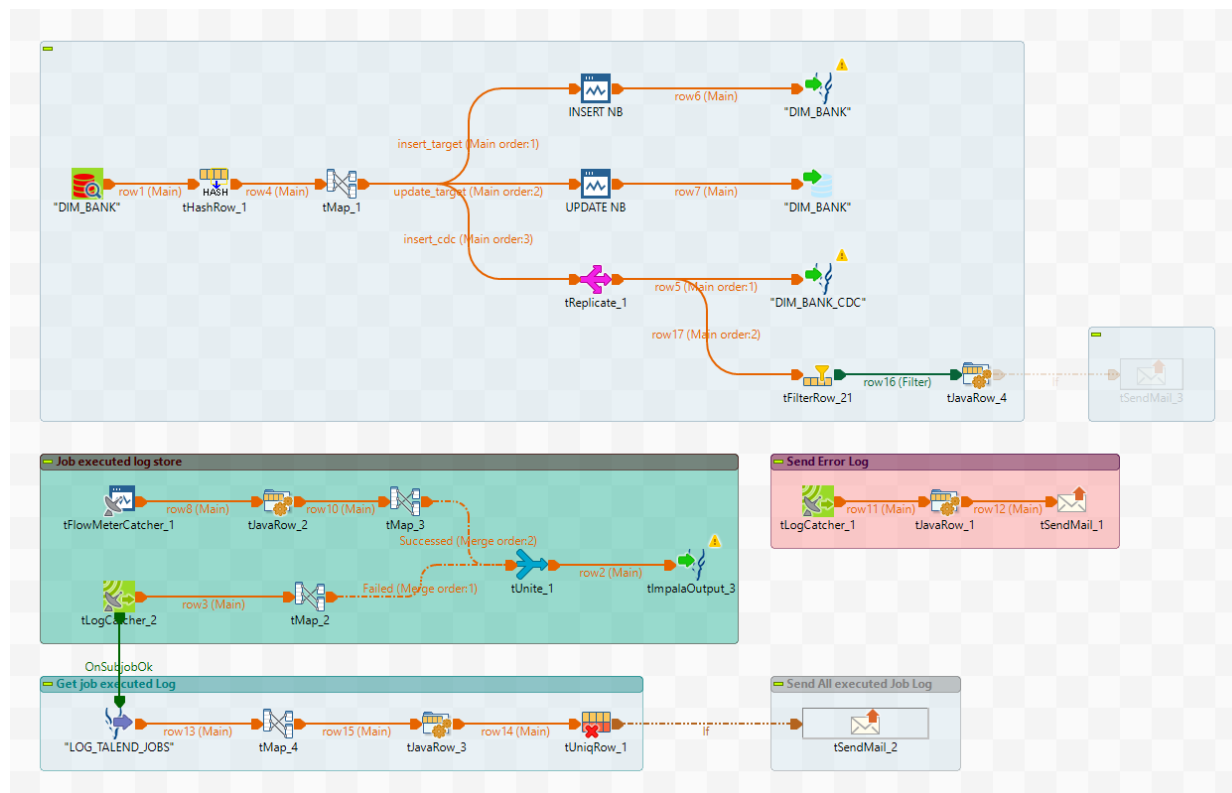 INSERT NB
row6 (Main)
"DIM_BANK"
insert_target (Main order:1)
"DIM_BANK"
row1 (Main)
HASH
tHashRow_1
row4 (Main)
tMap_1
update_target (Main order:2)
UPDATE NB
row7 (Main)
"DIM_BANK"
insert_cdc (Main order:3)
tReplicate_1
row5 (Main order:1)
"DIM_BANK_CDC"
row17 (Main order:2)
tFilterRow_21
row16 (Filter)
tJavaRow_4
If
tSendMail_3
Job executed log store
tFlowMeterCatcher_1
row8 (Main)
tJavaRow_2
row10 (Main)
tMap_3
Successed (Merge order:2)
tLogCatcher_2
row3 (Main)
tMap_2
Failed (Merge order:1)
tUnite_1
row2 (Main)
tImpalaOutput_3
Send Error Log
tLogCatcher_1
row11 (Main)
tJavaRow_1
row12 (Main)
tSendMail_1
OnSubjobOk
Get job executed Log
"LOG_TALEND_JOBS"
row13 (Main)
tMap_4
row15 (Main)
tJavaRow_3
row14 (Main)
tUniqRow_1
If
Send All executed Job Log
tSendMail_2